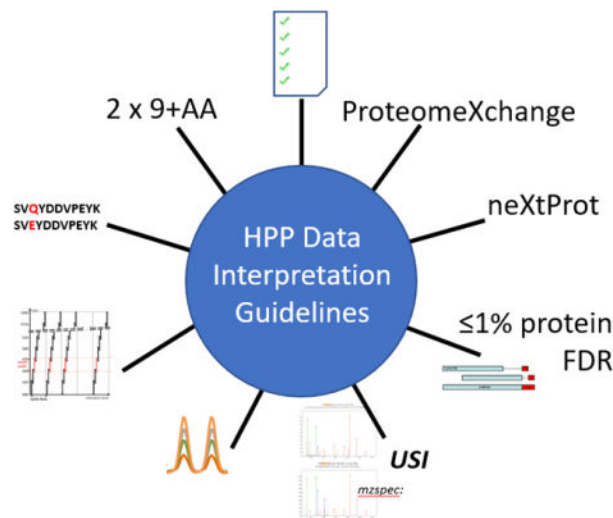 2 x 9+AA
ProteomeXchange
SVQYDDVPEYK
SVEYDDVPEYK
neXtProt
HPP Data
Interpretation
Guidelines
≤1% protein
FDR
USI
mzspec: